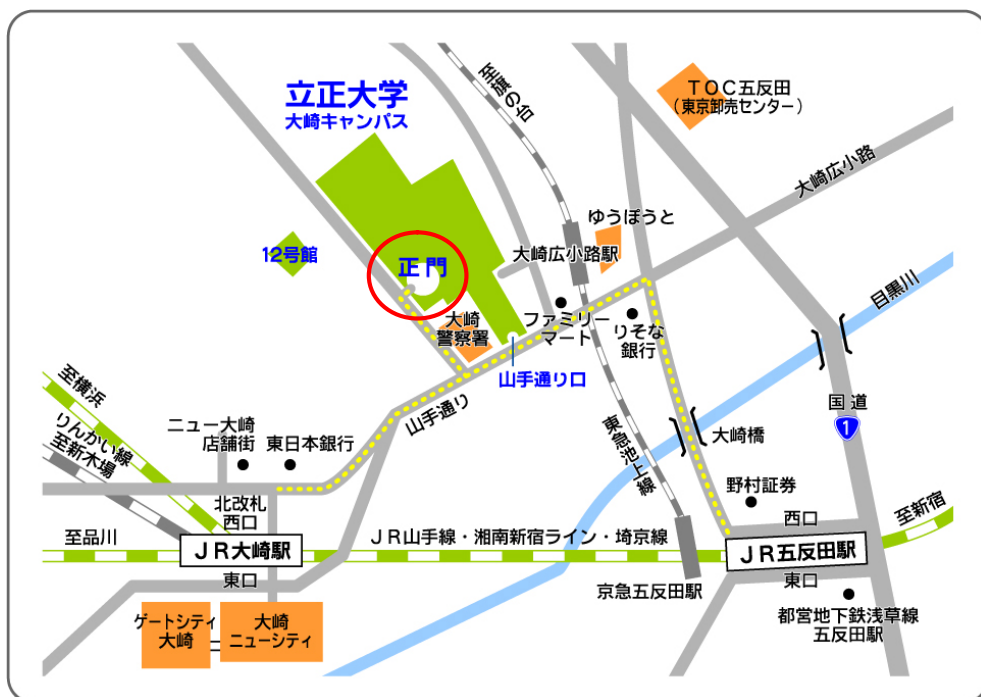 立正大学
大崎キャンパス
至旗の台
TOC五反田
(東京卸売センター)
大崎広小路
ゆうぽうと
12号館
正門
大崎広小路駅
目黒川
大崎
警察署
ファミリー
マート
りそな
銀行
山手通り口
至横浜
りんかい線
至新木場
ニュー大崎
店舗街
東日本銀行
山手通り
東急池上線
大崎橋
国道
1
野村証券
北改札
西口
西口
至新宿
至品川
JR大崎駅
JR山手線・湘南新宿ライン・埼京線
JR五反田駅
東口
東口
京急五反田駅
ゲートシティ
大崎
大崎
ニューシティ
都営地下鉄浅草線
五反田駅